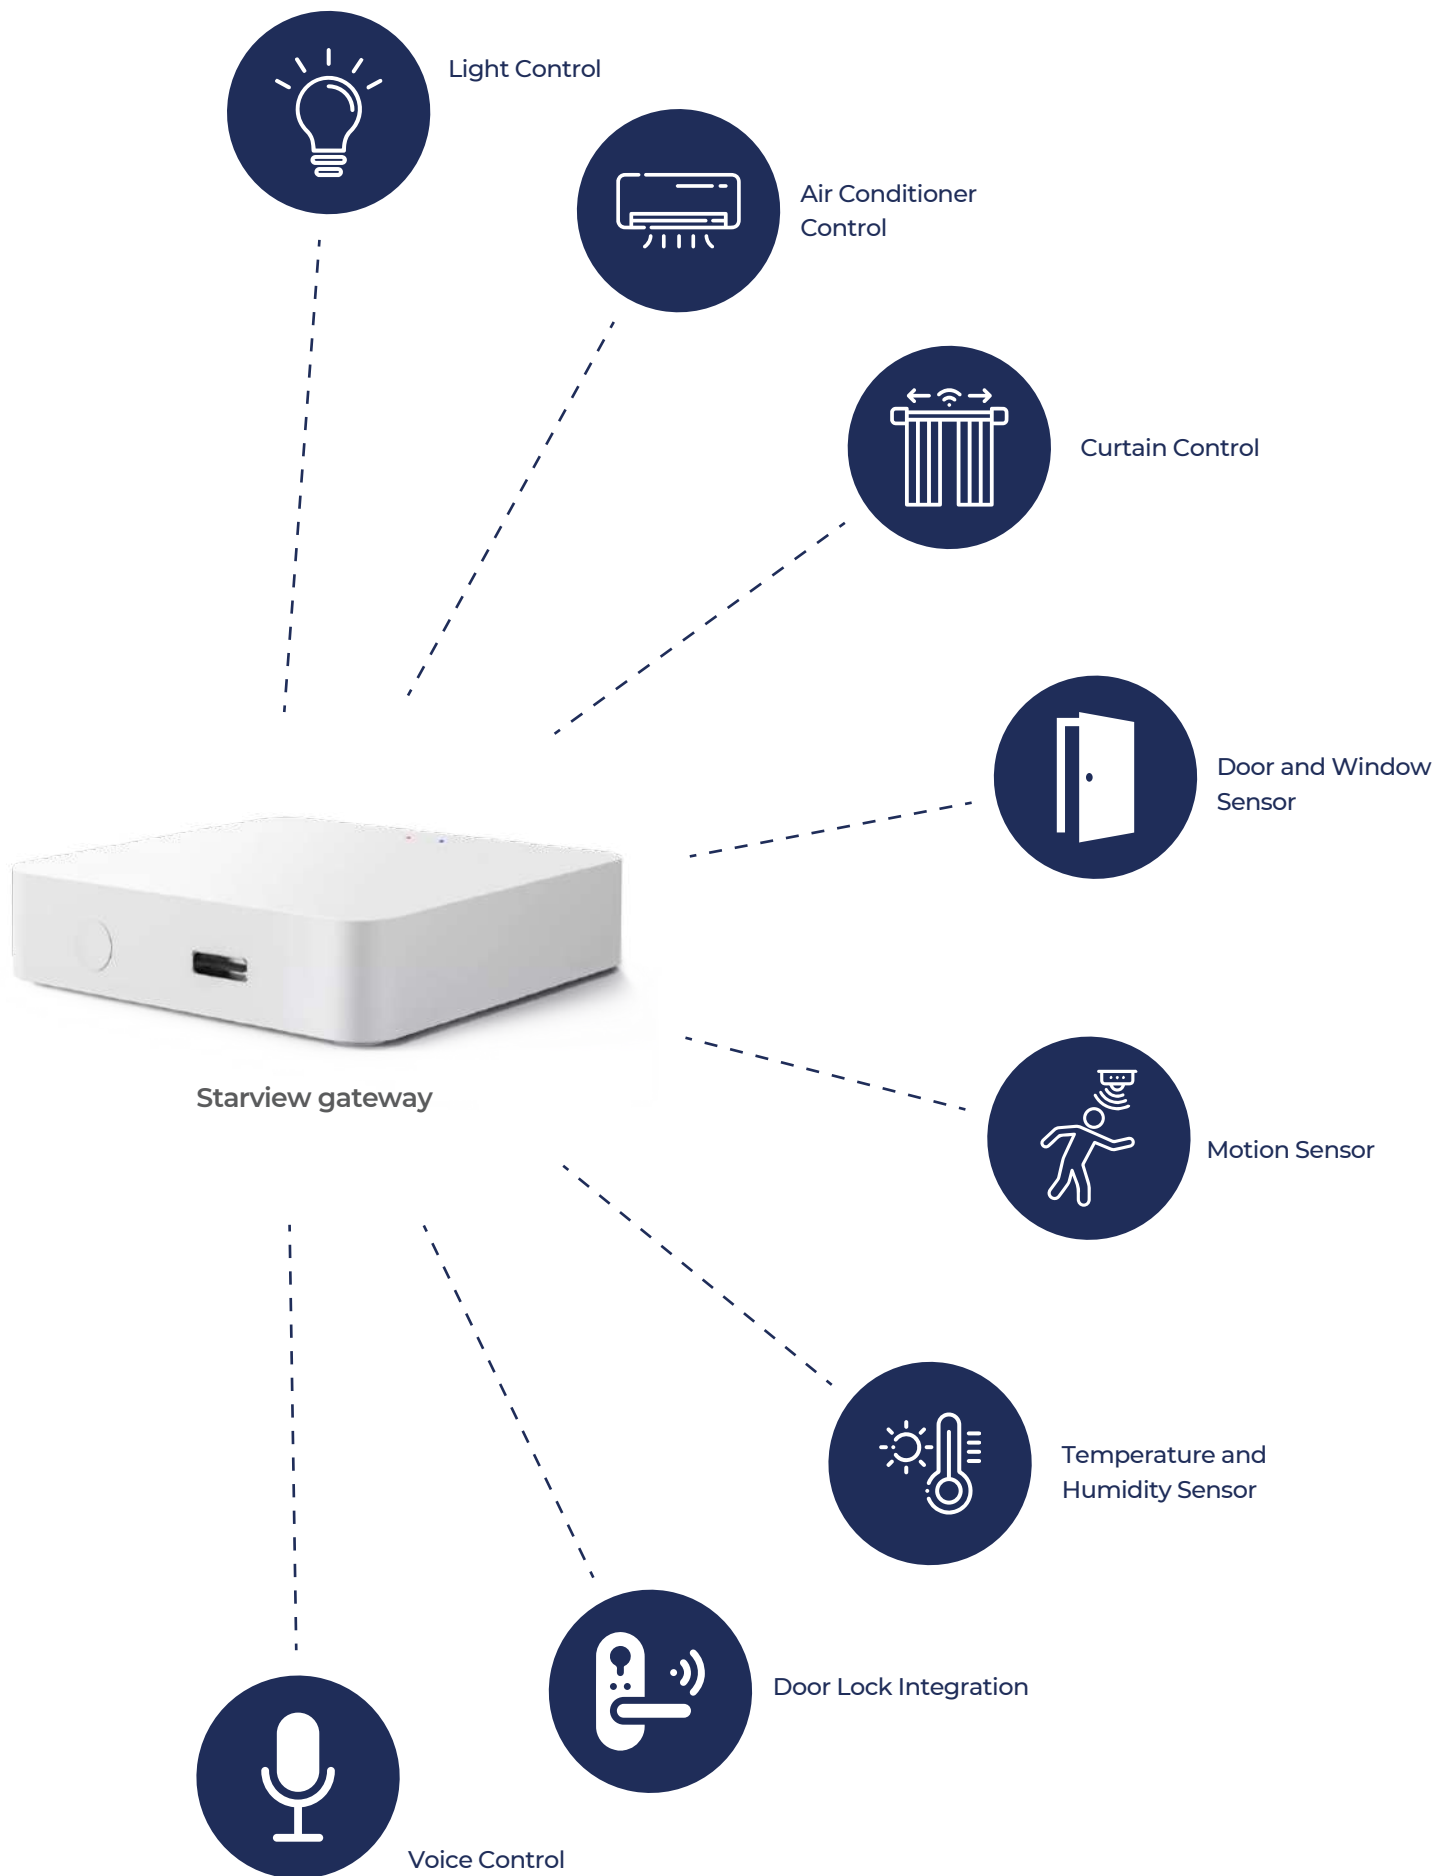 Light Control
Air Conditioner
Control
Curtain Control
Door and Window
Sensor
Starview gateway
Motion Sensor
Temperature and
Humidity Sensor
Door Lock Integration
Voice Control